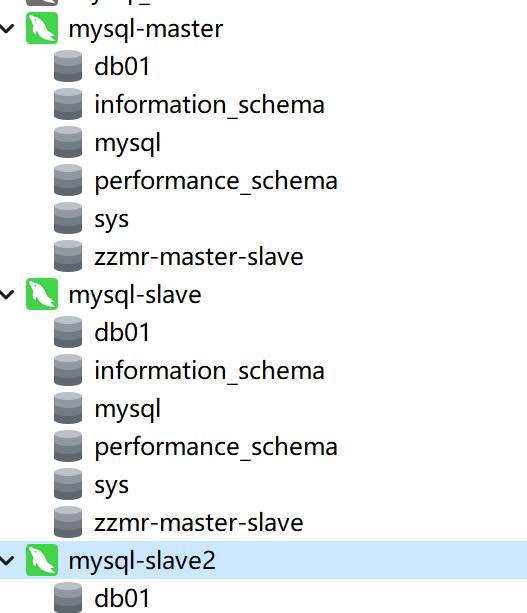 mysql-master
db01
information_schema
mysql
performance_schema
sys
zzmr-master-slave
mysql-slave
db01
information_schema
mysql
performance_schema
sys
zzmr-master-slave
mysql-slave2
db01